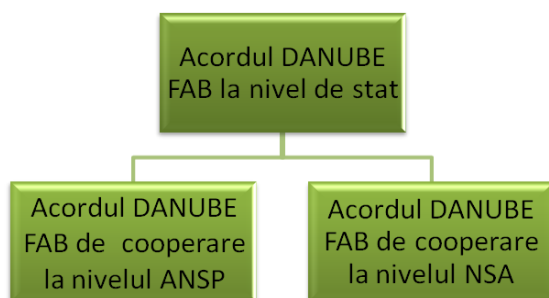 Acordul DANUBE
FAB la nivel de stat
Acordul DANUBE
FAB de cooperare
la nivelul ANSP
Acordul DANUBE
FAB de cooperare
la nivelul NSA